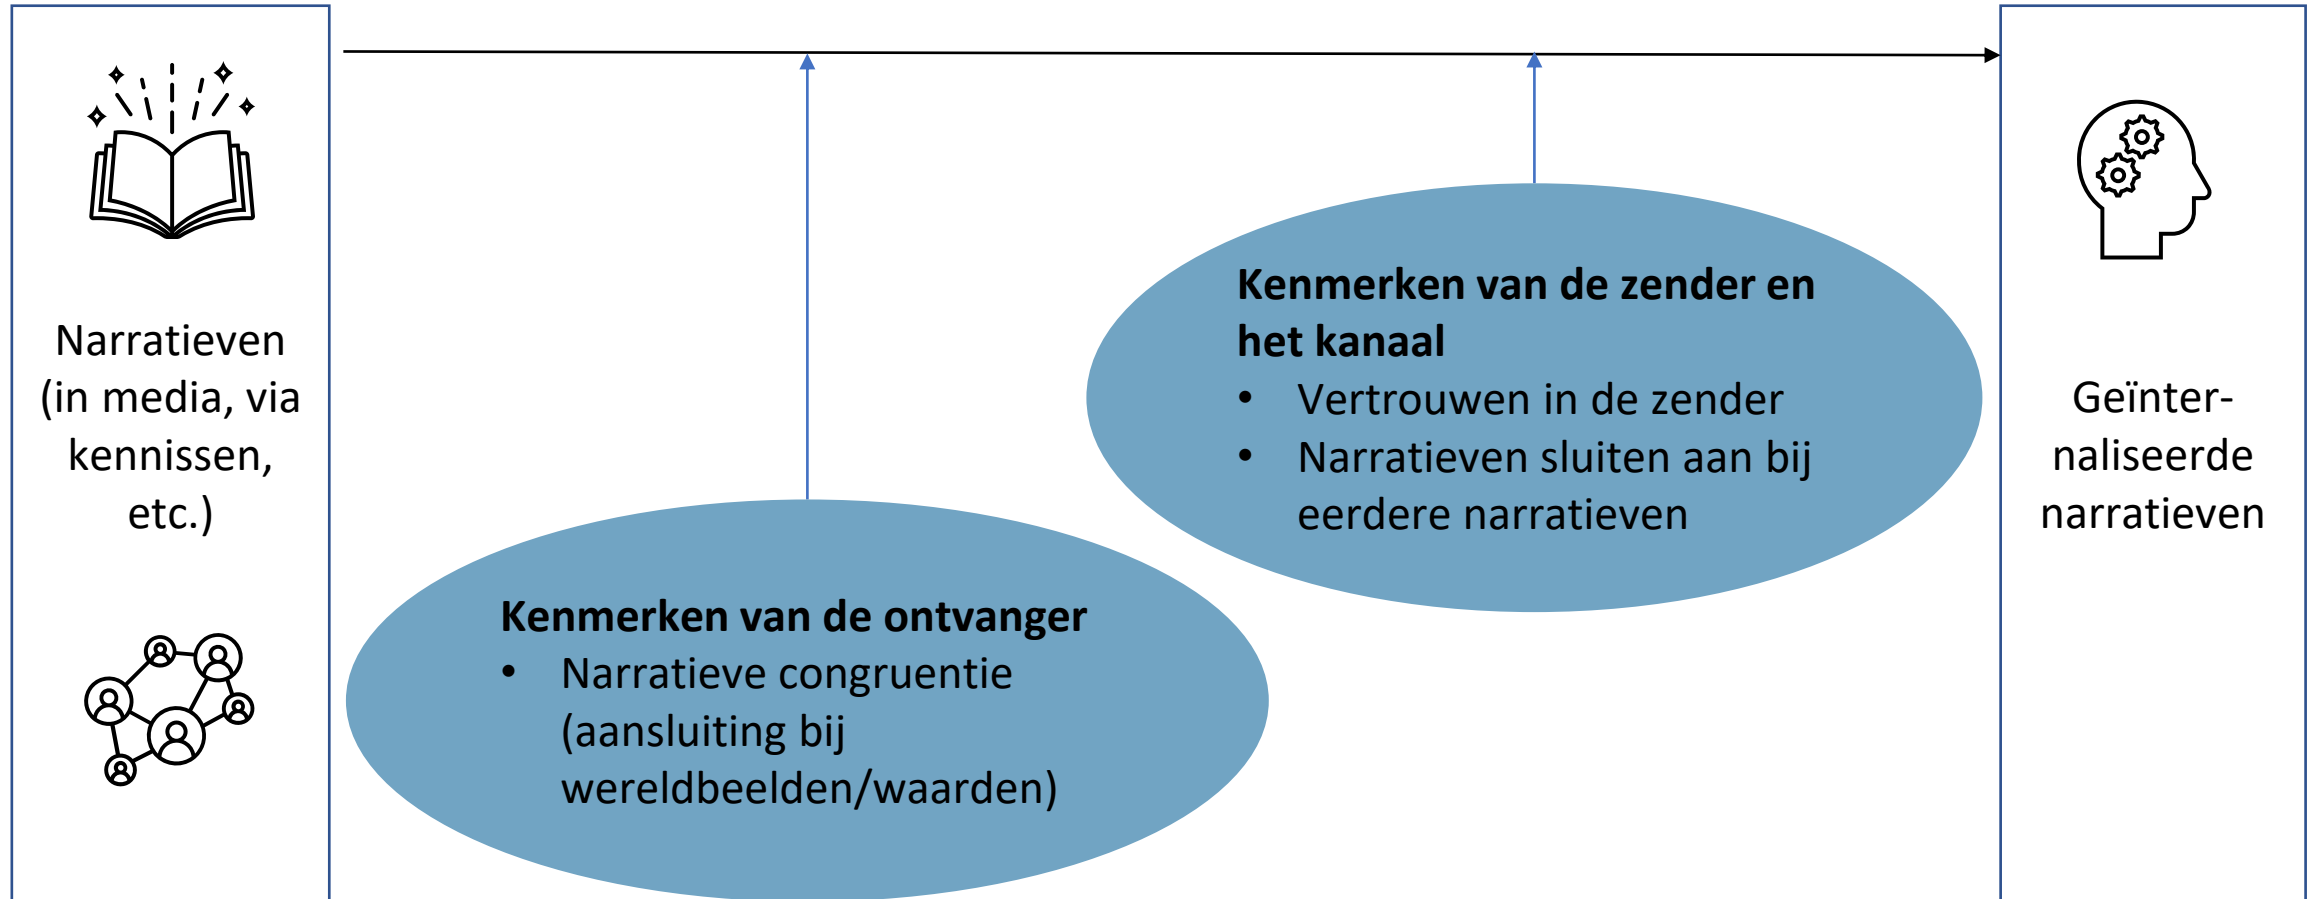 Narratieven
(in media, via
kennissen,
etc.)
Kenmerken van de ontvanger
• Narratieve congruentie
(aansluiting bij
wereldbeelden/waarden)
Kenmerken van de zender en
het kanaal
• Vertrouwen in de zender
• Narratieven sluiten aan bij
eerdere narratieven
Geïnter-
naliseerde
narratieven